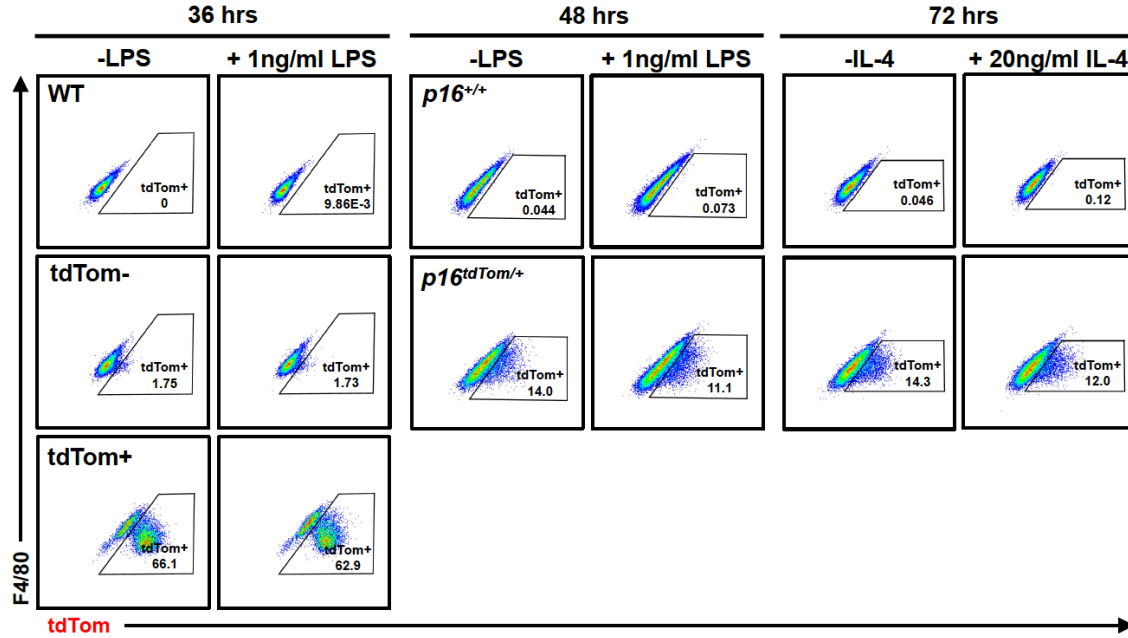 36 hrs 48 hrs 72 hrs
-LPS + 1ng/ml LPS -LPS + 1ng/ml LPS -IL-4 + 20ng/ml IL-4
WT p16+/+
tdTom+ tdTom+ tdTom+ tdTom+ tdTom+ tdTom+
0 9.86E-3 0.044 0.073 0.046 0.12
tdTom- p16tdTom/+
tdTom+ tdTom+ tdTom+ tdTom+ tdTom+ tdTom+
1.75 1.73 14.0 11.1 14.3 12.0
tdTom+
tdTom+ tdTom+
66.1 62.9
F4/80
tdTom